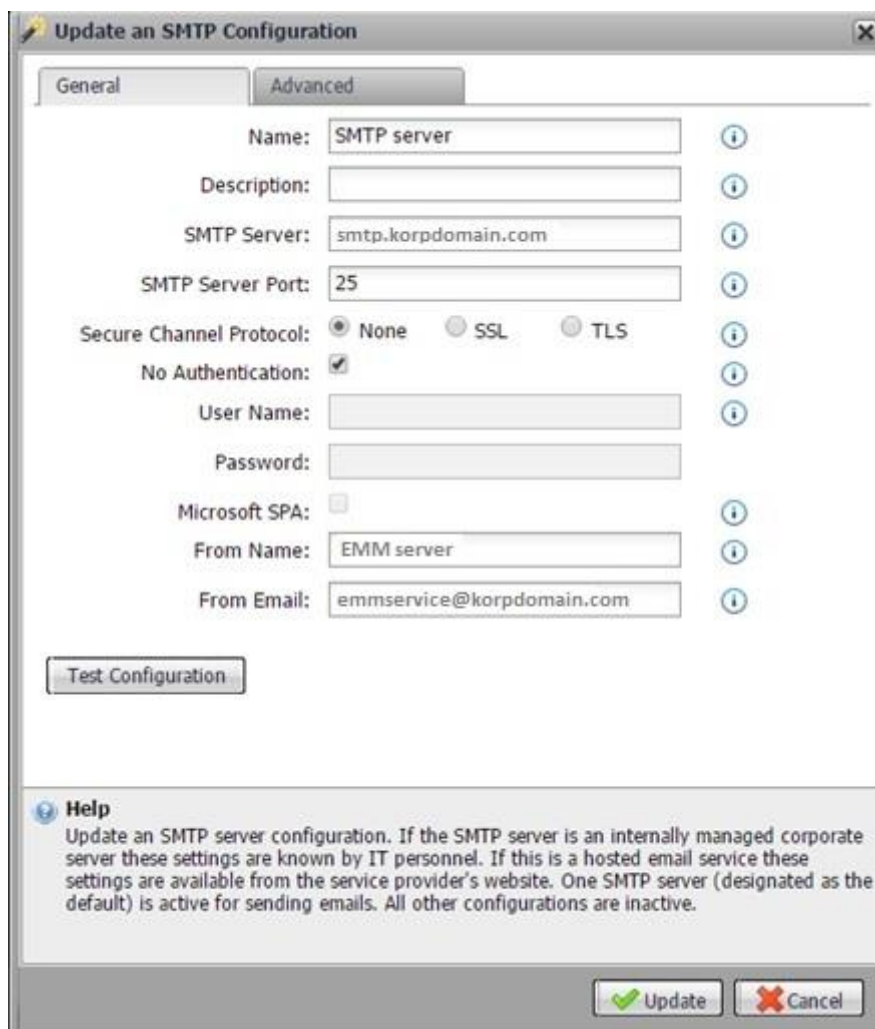 Update an SMTP Configuration
General Advanced
Name: SMTP server
Description:
SMTP Server: smtp.korpdomain.com
SMTP Server Port: 25
Secure Channel Protocol: None SSL TLS
No Authentication:
User Name:
Password:
Microsoft SPA:
From Name: EMM server
From Email: emmservice@korpdomain.com
Test Configuration
Help
Update an SMTP server configuration. If the SMTP server is an internally managed corporate
server these settings are known by IT personnel. If this is a hosted email service these
settings are available from the service provider's website. One SMTP server (designated as the
default) is active for sending emails. All other configurations are inactive.
Update Cancel